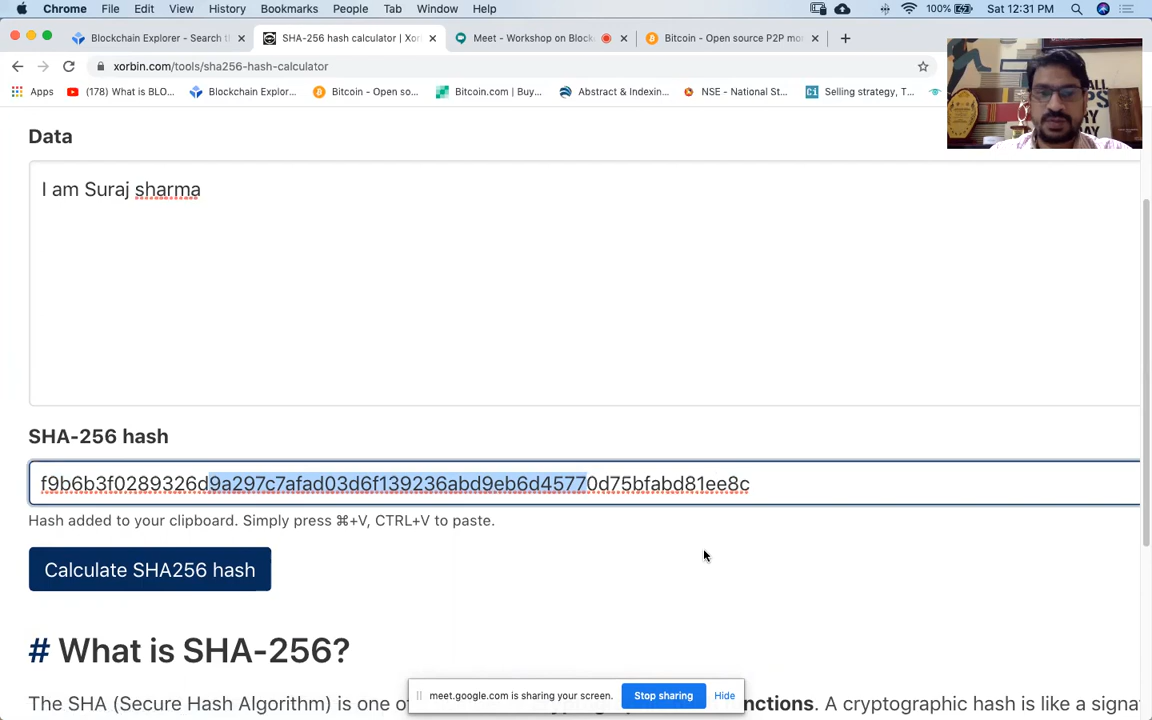 Chrome File Edit View History Bookmarks People Tab Window Help 100% Sat 12:31 PM
Blockchain Explorer - Search th SHA-256 hash calculator | Xor Meet - Workshop on Block Bitcoin - Open source P2P mo
xorbin.com/tools/sha256-hash-calculator
Apps (178) What is BLO... Blockchain Explor... Bitcoin - Open so... Bitcoin.com | Buy,... Abstract & Indexin... NSE - National St... Selling strategy, T...
Data
I am Suraj sharma
SHA-256 hash
f9b6b3f0289326d9a297c7afad03d6f139236abd9eb6d45770d75bfabd81ee8c
Hash added to your clipboard. Simply press ⌘+V, CTRL+V to paste.
Calculate SHA256 hash
# What is SHA-256?
meet.google.com is sharing your screen. Stop sharing Hide
The SHA (Secure Hash Algorithm) is one of nctions. A cryptographic hash is like a signa